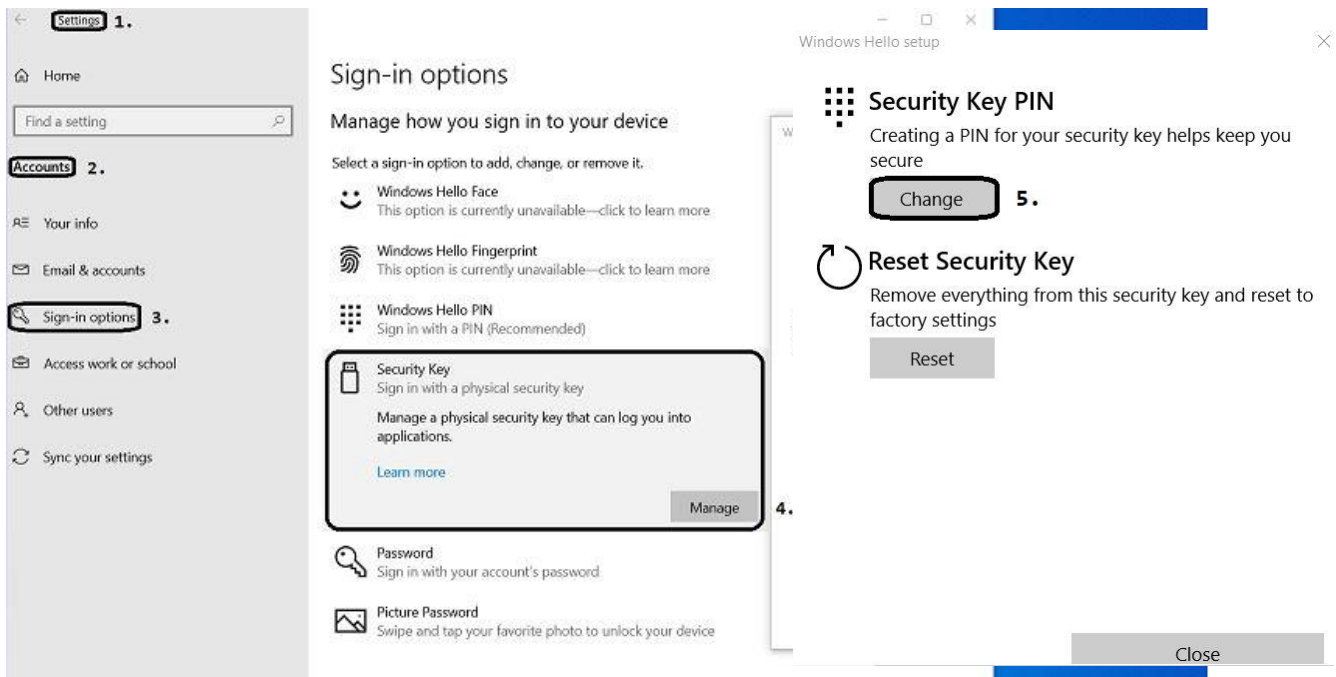 Settings 1.
Home
Find a setting
Accounts 2.
Your info
Email & accounts
Sign-in options 3.
Access work or school
Other users
Sync your settings
Sign-in options
Manage how you sign in to your device
Select a sign-in option to add, change, or remove it.
Windows Hello Face
This option is currently unavailable—click to learn more
Windows Hello Fingerprint
This option is currently unavailable—click to learn more
Windows Hello PIN
Sign in with a PIN (Recommended)
Security Key
Sign in with a physical security key
Manage a physical security key that can log you into
applications.
Learn more
Manage 4.
Password
Sign in with your account's password
Picture Password
Swipe and tap your favorite photo to unlock your device
W
Windows Hello setup
Security Key PIN
Creating a PIN for your security key helps keep you
secure
Change 5.
Reset Security Key
Remove everything from this security key and reset to
factory settings
Reset
Close